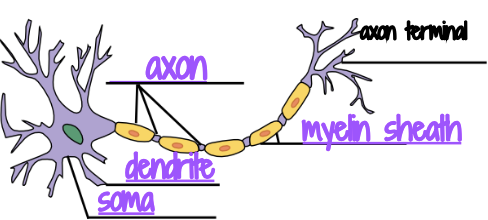 axon terminal
axon
myelin sheath
dendrite
soma